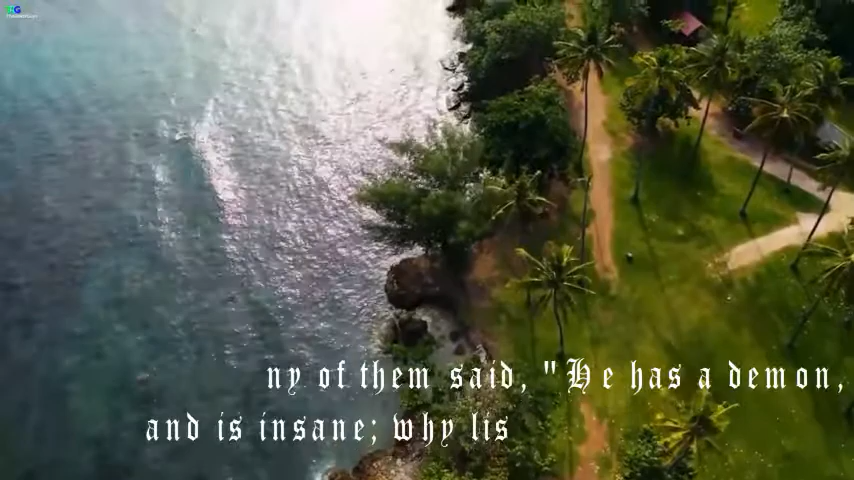 ny of them said, "He has a demon,
and is insane; why lis